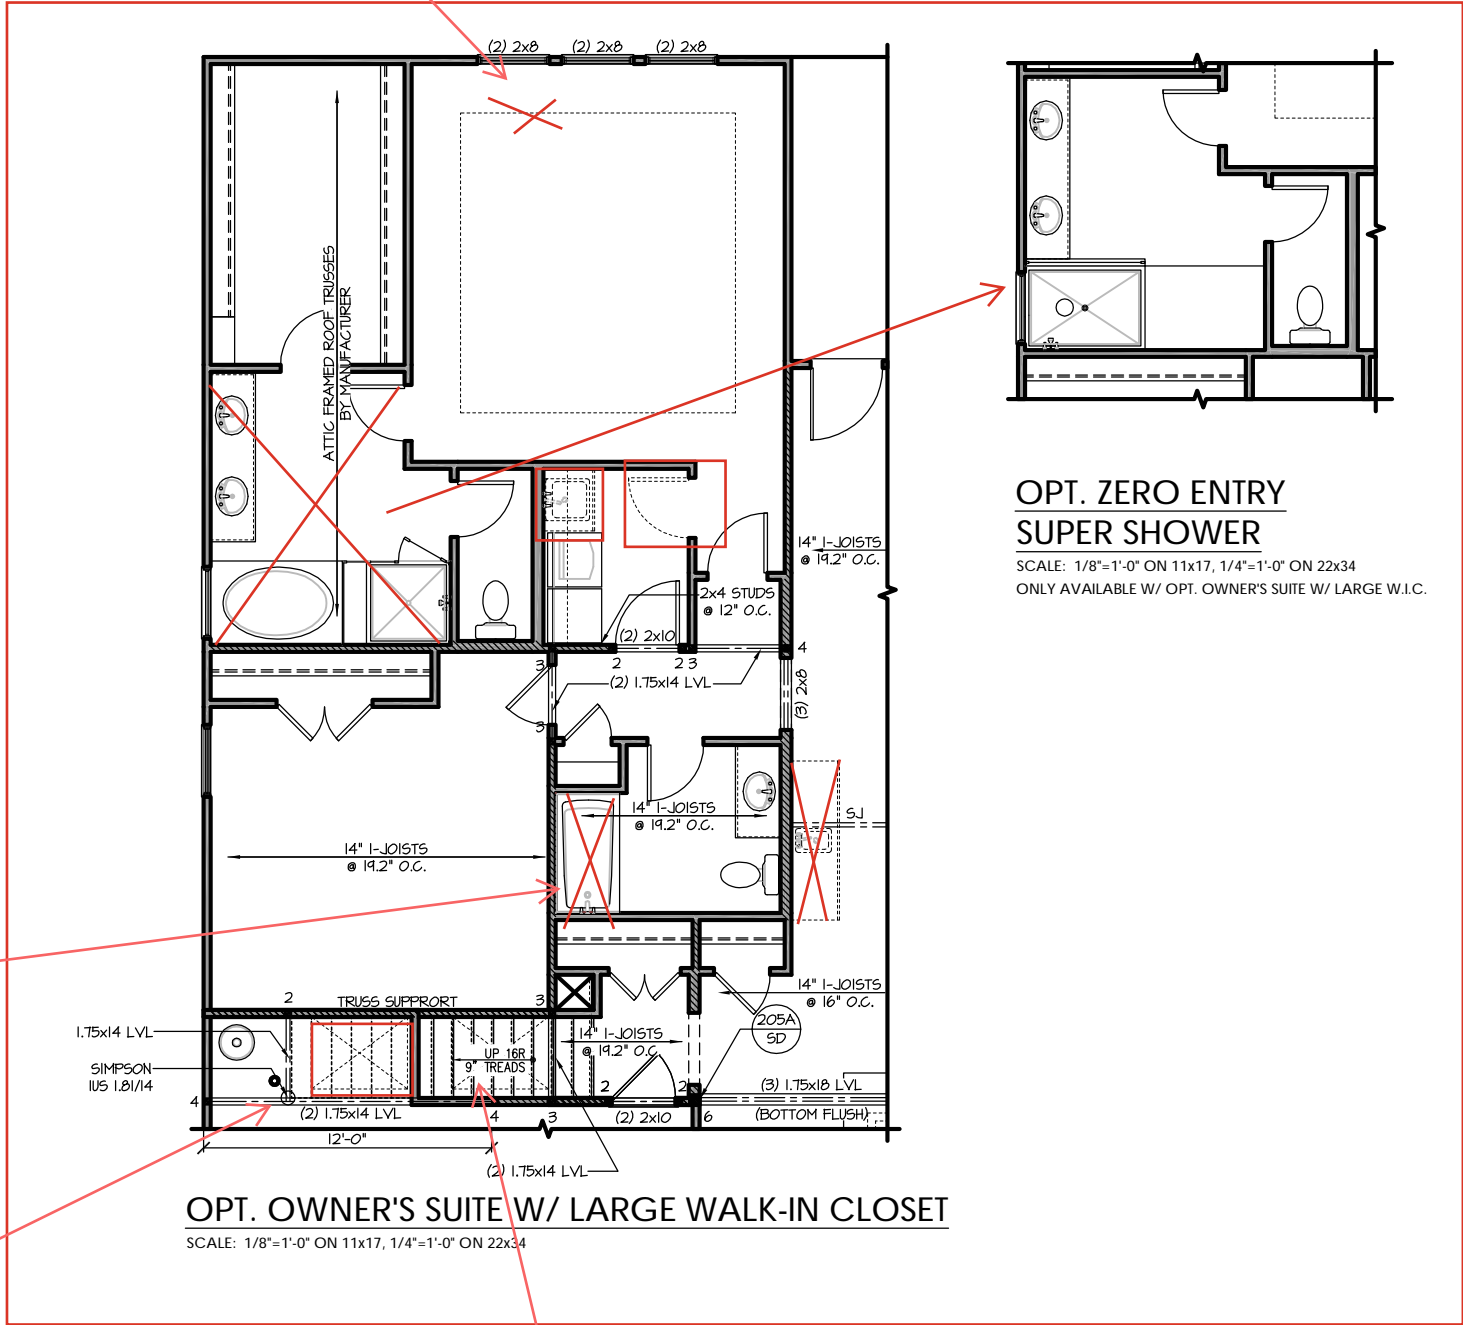 (2) 2x8
(2) 2x8
(2) 2x8
ATTIC FRAMED ROOF TRUSSES
BY MANUFACTURER
14" I-JOISTS
@ 19.2" O.C.
2x4 STUDS
@ 12" O.C.
(2) 2x10
3
2
2 3
4
(2) 1.75x14 LVL
(3) 2x8
3
14" I-JOISTS
@ 19.2" O.C.
SJ
14" I-JOISTS
@ 19.2" O.C.
14" I-JOISTS
@ 16" O.C.
2
TRUSS SUPPRORT
3
205A
SD
1.75x14 LVL
14" I-JOISTS
@ 19.2" O.C.
UP 16R
9" TREADS
SIMPSON
IUS 1.81/14
2
2
(3) 1.75x18 LVL
4
(2) 1.75x14 LVL
4
3
(2) 2x10
6
(BOTTOM FLUSH)
12'-0"
(2) 1.75x14 LVL
OPT. OWNER'S SUITE W/ LARGE WALK-IN CLOSET
SCALE: 1/8"=1'-0" ON 11x17, 1/4"=1'-0" ON 22x34
OPT. ZERO ENTRY
SUPER SHOWER
SCALE: 1/8"=1'-0" ON 11x17, 1/4"=1'-0" ON 22x34
ONLY AVAILABLE W/ OPT. OWNER'S SUITE W/ LARGE W.I.C.